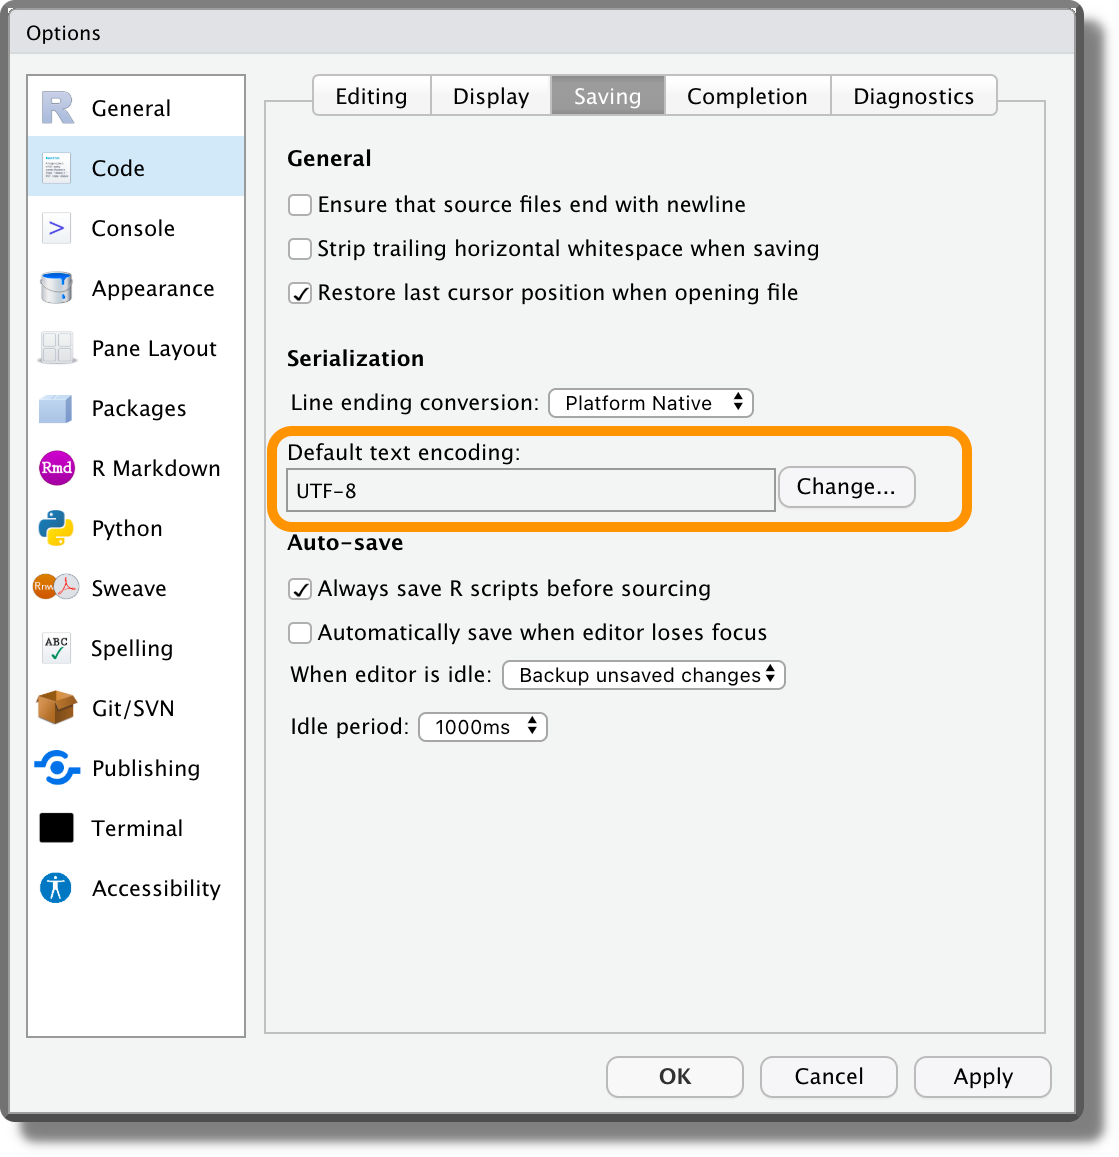 Options
General
Code
Console
Appearance
Pane Layout
Packages
Rmd
R Markdown
Python
Rnw
Sweave
ABC
Spelling
Git/SVN
Publishing
Terminal
Accessibility
Editing Display Saving Completion Diagnostics
General
Ensure that source files end with newline
Strip trailing horizontal whitespace when saving
Restore last cursor position when opening file
Serialization
Line ending conversion: Platform Native
Default text encoding:
UTF-8 Change...
Auto-save
Always save R scripts before sourcing
Automatically save when editor loses focus
When editor is idle: Backup unsaved changes
Idle period: 1000ms
OK Cancel Apply